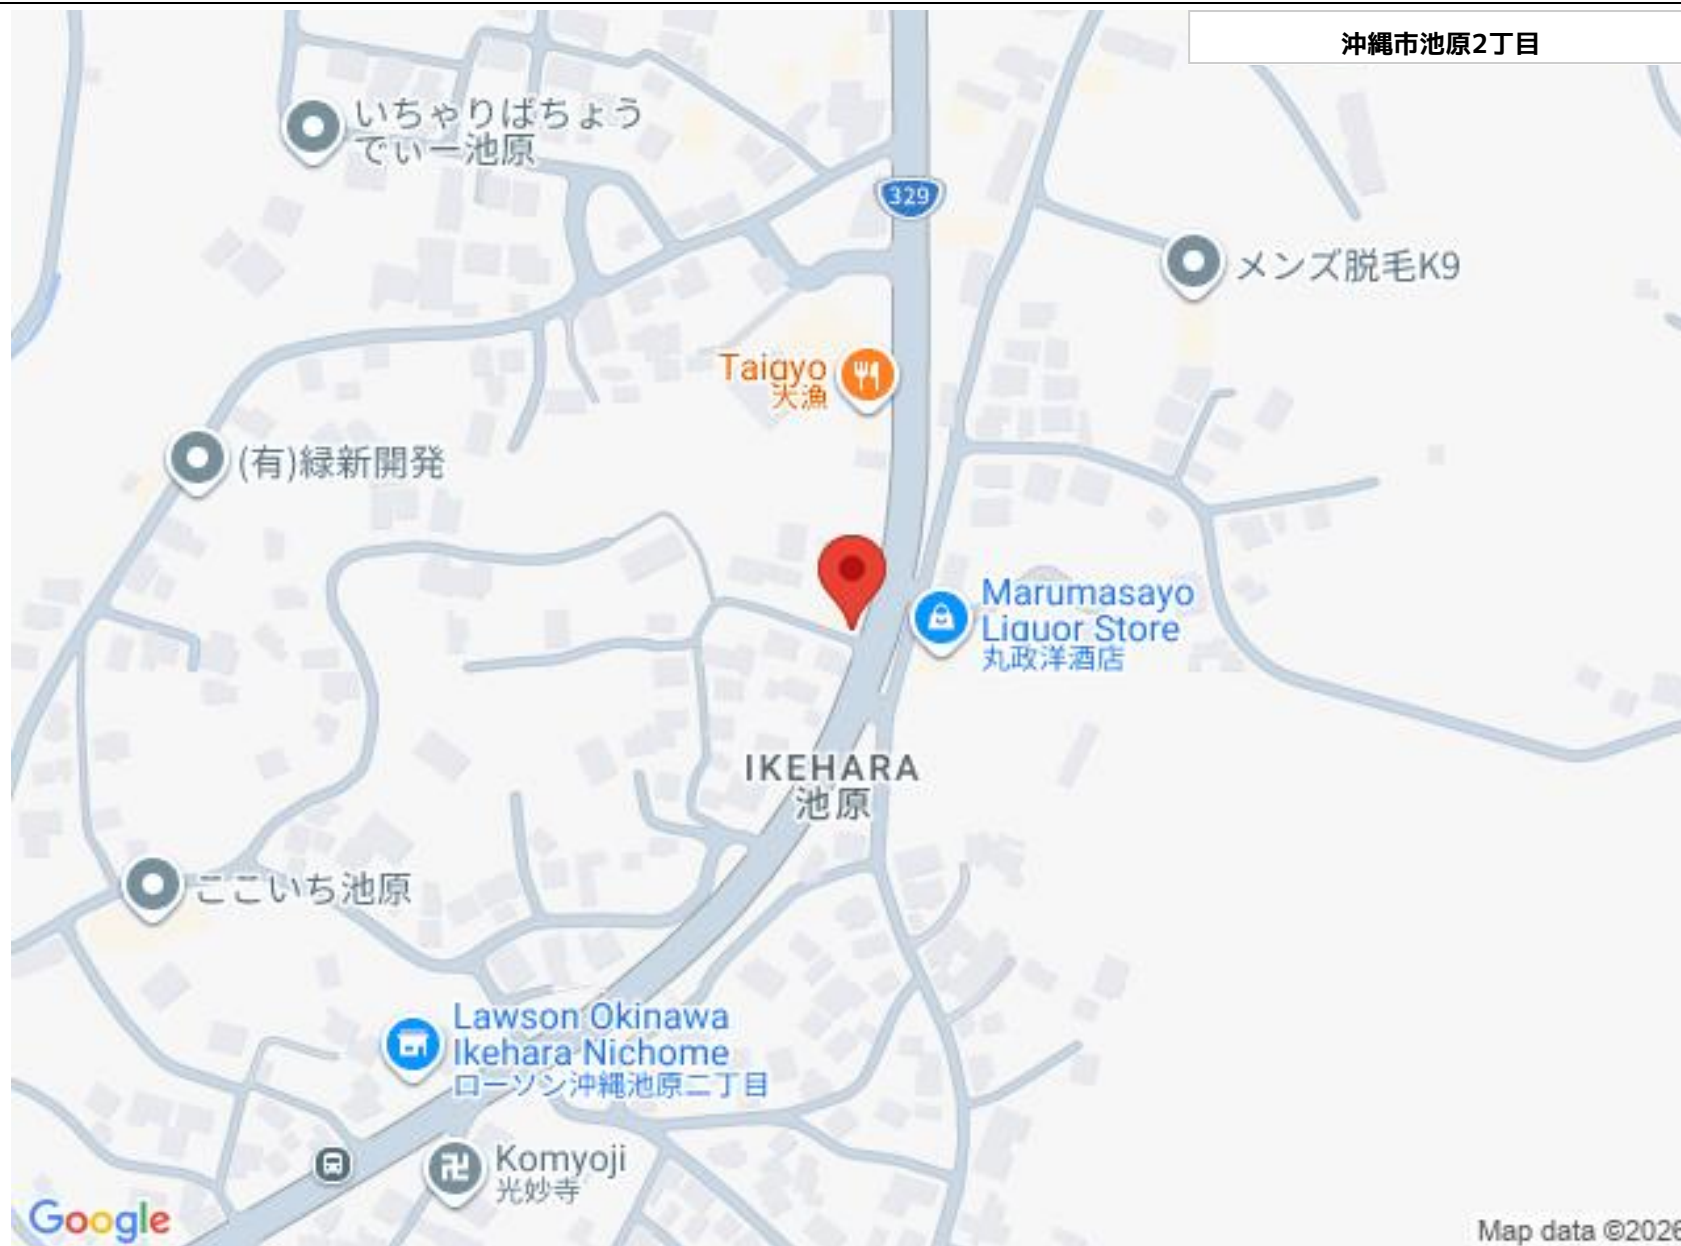 沖縄市池原2丁目
いちゃりばちょう
でぃー池原
329
メンズ脱毛K9
Taigyo
大漁
(有)緑新開発
Marumasayo
Liquor Store
丸政洋酒店
IKEHARA
池原
ここいち池原
Lawson Okinawa
Ikehara Nichome
ローソン沖縄池原二丁目
Komyoji
光妙寺
Google
Map data ©2026